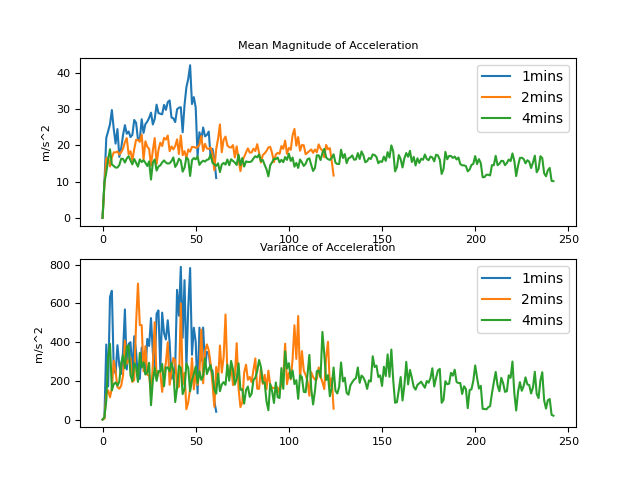 Mean Magnitude of Acceleration
m/s^2
40
30
20
10
0
1mins
2mins
4mins
0 50 100 150 200 250
Variance of Acceleration
m/s^2
800
600
400
200
0
1mins
2mins
4mins
0 50 100 150 200 250